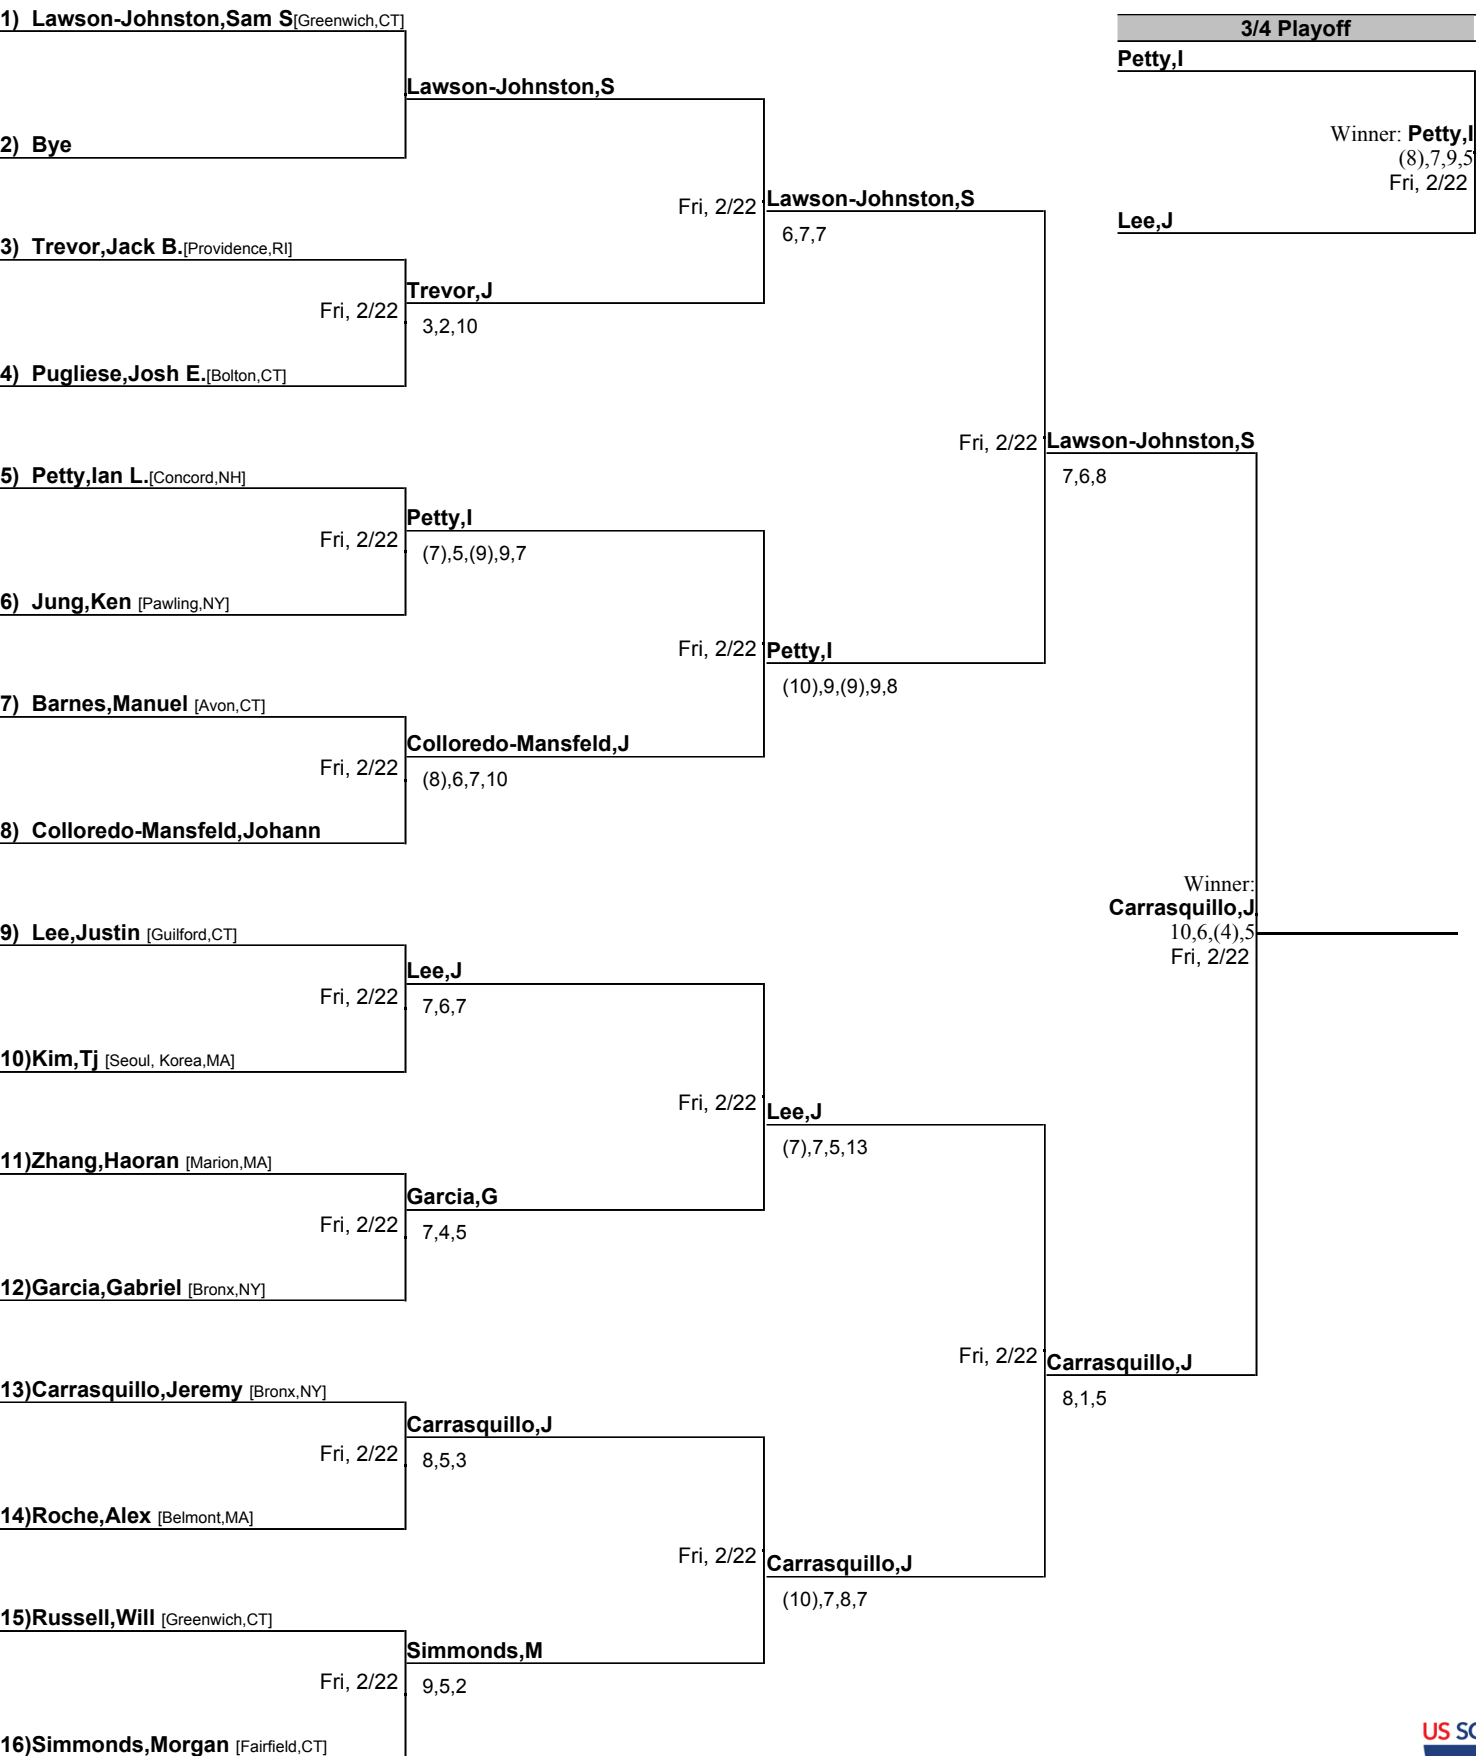 1) Lawson-Johnston,Sam S[Greenwich,CT]
3/4 Playoff
Petty,I
Lawson-Johnston,S
Winner: Petty,I
(8),7,9,5
Fri, 2/22
2) Bye
Fri, 2/22
Lawson-Johnston,S
6,7,7
Lee,J
3) Trevor,Jack B.[Providence,RI]
Trevor,J
Fri, 2/22
3,2,10
4) Pugliese,Josh E.[Bolton,CT]
Fri, 2/22
Lawson-Johnston,S
7,6,8
5) Petty,Ian L.[Concord,NH]
Petty,I
Fri, 2/22
(7),5,(9),9,7
6) Jung,Ken [Pawling,NY]
Fri, 2/22
Petty,I
(10),9,(9),9,8
7) Barnes,Manuel [Avon,CT]
Colloredo-Mansfeld,J
Fri, 2/22
(8),6,7,10
8) Colloredo-Mansfeld,Johann
Winner:
Carrasquillo,J
10,6,(4),5
Fri, 2/22
9) Lee,Justin [Guilford,CT]
Lee,J
Fri, 2/22
7,6,7
10)Kim,Tj [Seoul, Korea,MA]
Fri, 2/22
Lee,J
(7),7,5,13
11)Zhang,Haoran [Marion,MA]
Garcia,G
Fri, 2/22
7,4,5
12)Garcia,Gabriel [Bronx,NY]
Fri, 2/22
Carrasquillo,J
8,1,5
13)Carrasquillo,Jeremy [Bronx,NY]
Carrasquillo,J
Fri, 2/22
8,5,3
14)Roche,Alex [Belmont,MA]
Fri, 2/22
Carrasquillo,J
(10),7,8,7
15)Russell,Will [Greenwich,CT]
Simmonds,M
Fri, 2/22
9,5,2
16)Simmonds,Morgan [Fairfield,CT]
US